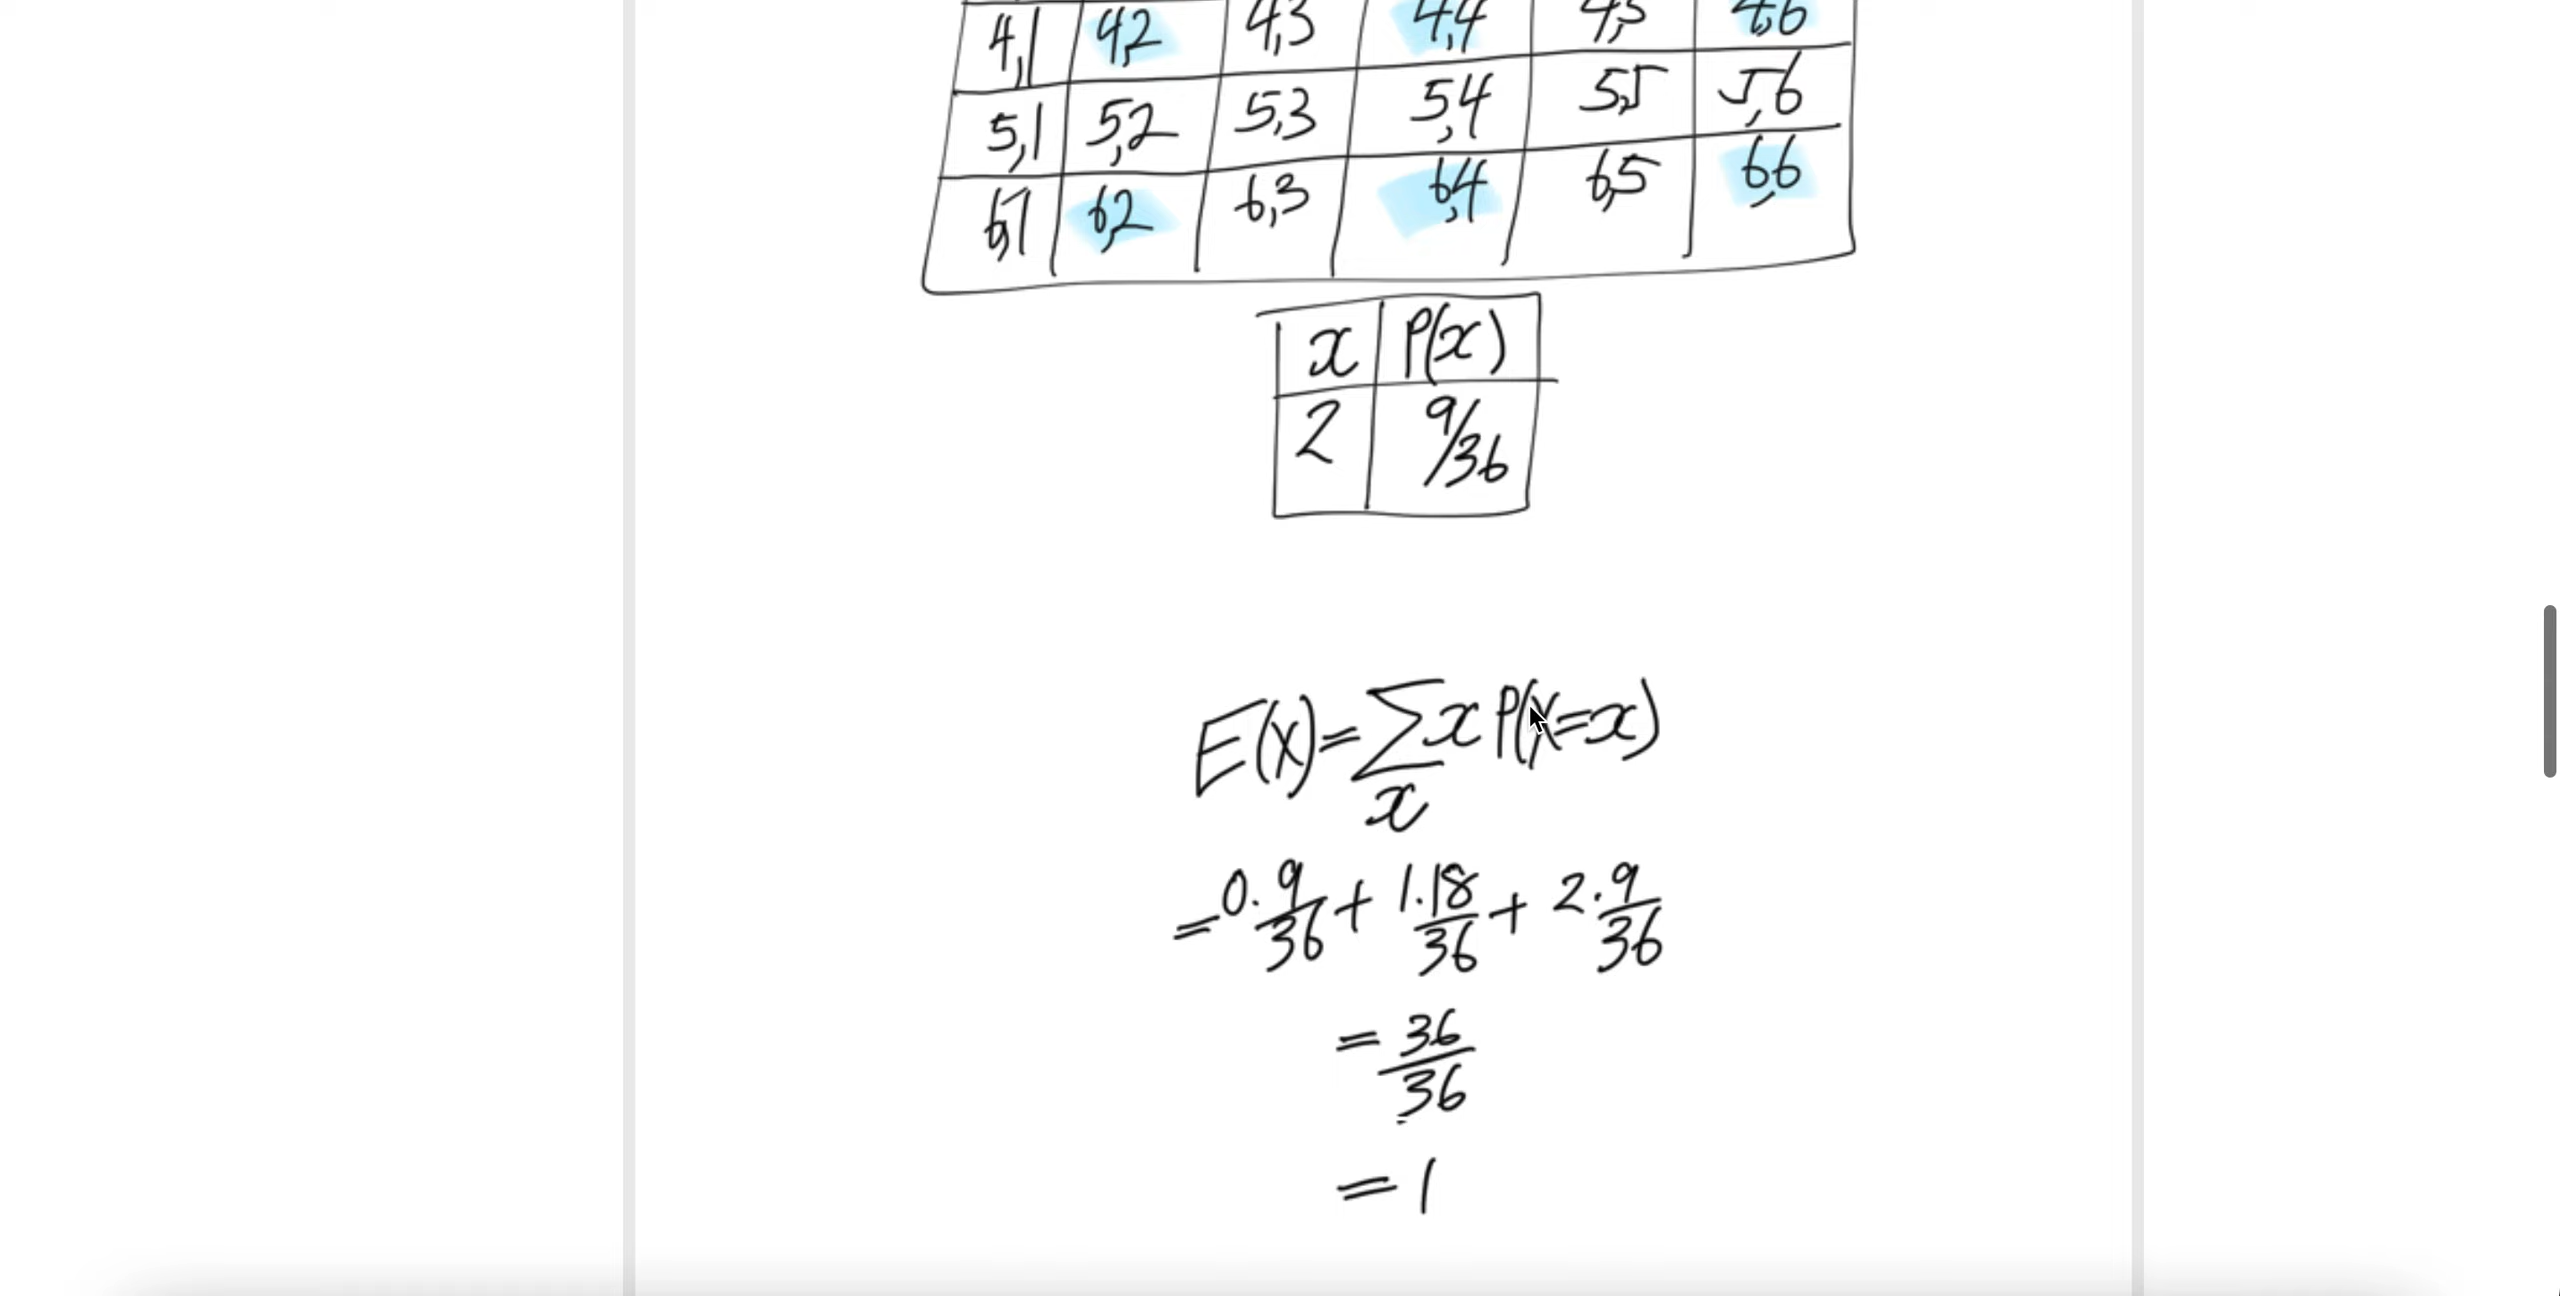 4,1 4,2 4,3 4,4 4,5 4,6
5,1 5,2 5,3 5,4 5,5 5,6
6,1 6,2 6,3 6,4 6,5 6,6
x P(x)
2 9/36
E(X)=∑x P(X=x)
x
=0.9/36+1.18/36+2.9/36
=36/36
=1